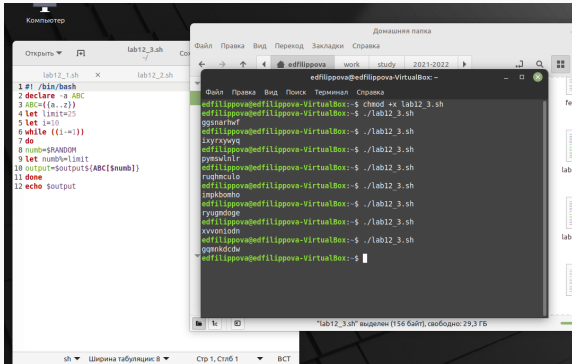 Компьютер
Домашняя папка
Файл Правка Вид Переход Закладки Справка
edfilippova work study 2021-2022
Открыть
lab12_3.sh
~/
lab12_1.sh × lab12_2.sh
1 #! /bin/bash
2 declare -a ABC
3 ABC=({a..z})
4 let limit=25
5 let i=10
6 while ((i-=1))
7 do
8 numb=$RANDOM
9 let numb%=limit
10 output=$output${ABC[$numb]}
11 done
12 echo $output
edfilippova@edfilippova-VirtualBox: ~
Файл Правка Вид Поиск Терминал Справка
edfilippova@edfilippova-VirtualBox:~$ chmod +x lab12_3.sh
edfilippova@edfilippova-VirtualBox:~$ ./lab12_3.sh
ggsnarhwf
edfilippova@edfilippova-VirtualBox:~$ ./lab12_3.sh
ixyrxywyq
edfilippova@edfilippova-VirtualBox:~$ ./lab12_3.sh
pymswlnlr
edfilippova@edfilippova-VirtualBox:~$ ./lab12_3.sh
ruqhmculo
edfilippova@edfilippova-VirtualBox:~$ ./lab12_3.sh
impkbomho
edfilippova@edfilippova-VirtualBox:~$ ./lab12_3.sh
ryugmdoge
edfilippova@edfilippova-VirtualBox:~$ ./lab12_3.sh
xvvoniodn
edfilippova@edfilippova-VirtualBox:~$ ./lab12_3.sh
gqmnkdcdw
edfilippova@edfilippova-VirtualBox:~$
"lab12_3.sh" выделен (156 байт), свободно: 29,3 ГБ
sh Ширина табуляции: 8 Стр 1, Стлб 1 ВСТ